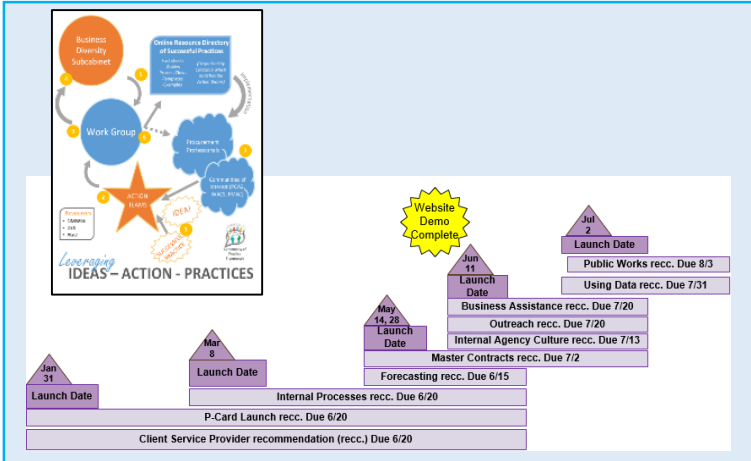 Business
Diversity
Subcabinet
Online Resource Directory
of Successful Practices
Work Group
Procurement
Professionals
Communities of
ACTION
TEAMS
IDEA!
SUCCESSFUL PRACTICE
Leveraging
IDEAS – ACTION - PRACTICES
Website
Demo
Complete
Jul
2
Launch Date
Public Works recc. Due 8/3
Using Data recc. Due 7/31
Jun
11
Launch
Date
Business Assistance recc. Due 7/20
Outreach recc. Due 7/20
Internal Agency Culture recc. Due 7/13
May
14, 28
Launch
Date
Master Contracts recc. Due 7/2
Forecasting recc. Due 6/15
Mar
8
Launch Date
Internal Processes recc. Due 6/20
Jan
31
Launch Date
P-Card Launch recc. Due 6/20
Client Service Provider recommendation (recc.) Due 6/20